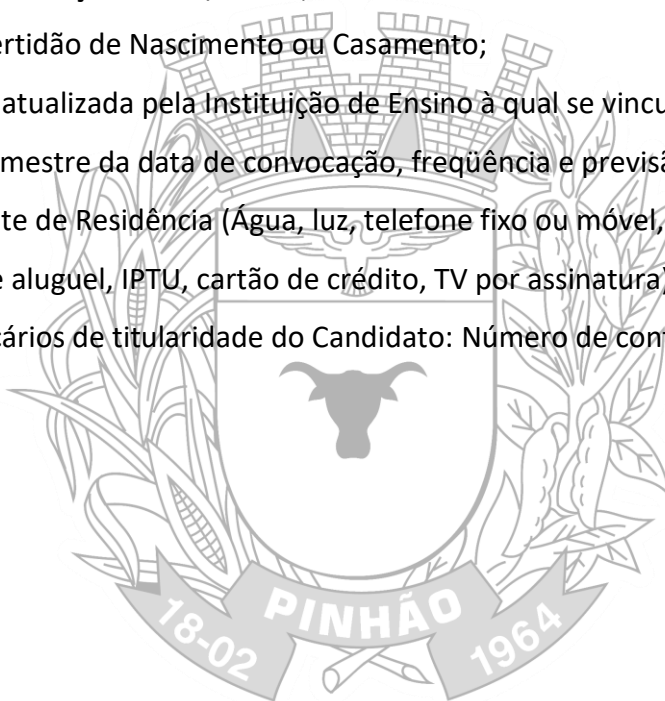 ertidão de Nascimento ou Casamento;
atualizada pela Instituição de Ensino à qual se vincu
mestre da data de convocação, freqüência e previsã
te de Residência (Água, luz, telefone fixo ou móvel,
e aluguel, IPTU, cartão de crédito, TV por assinatura)
cários de titularidade do Candidato: Número de con
18-02
PINHÃO
1964